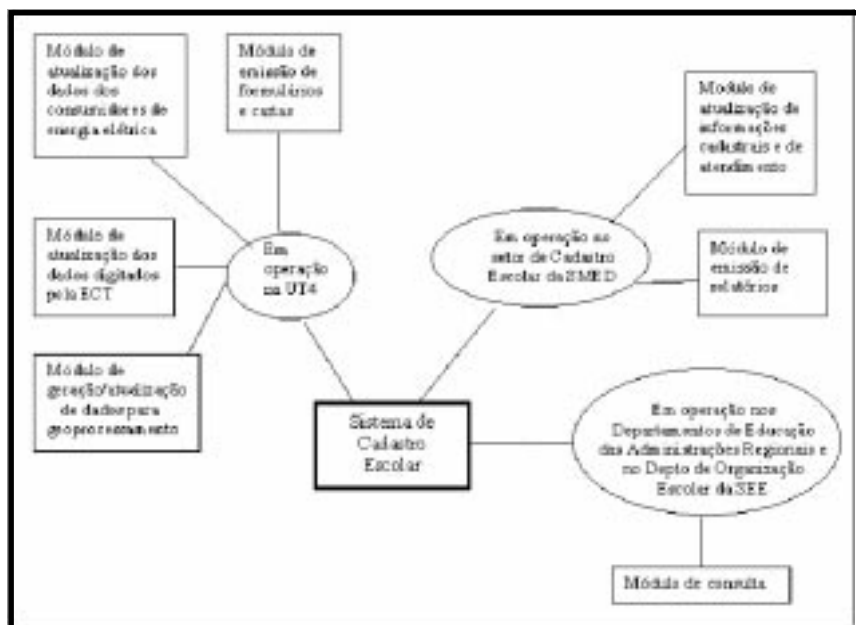 Módulo de
atualização dos
dados dos
consumidores de
energia elétrica
Módulo de
emissão de
formulários
e cartas
Modulo de
atualização de
informações
cadastrais e de
atendimento
Módulo de
atualização dos
dados digitados
pela ECT
Em
operação
na UT4
Em operação no
setor de Cadastro
Escolar da SMED
Módulo de
emissão de
relatórios
Módulo de
geração/atualização
de dados para
geoprocessamento
Sistema de
Cadastro
Escolar
Em operação nos
Departamentos de Educação
das Administrações Regionais e
no Depto de Organização
Escolar da SEE
Módulo de consulta